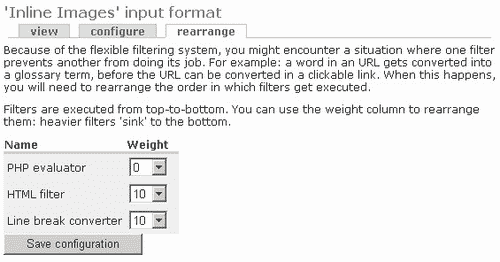 'Inline Images' input format
view configure rearrange
Because of the flexible filtering system, you might encounter a situation where one filter
prevents another from doing its job. For example: a word in an URL gets converted into
a glossary term, before the URL can be converted in a clickable link. When this happens,
you will need to rearrange the order in which filters get executed.
Filters are executed from top-to-bottom. You can use the weight column to rearrange
them: heavier filters 'sink' to the bottom.
Name Weight
PHP evaluator 0
HTML filter 10
Line break converter 10
Save configuration